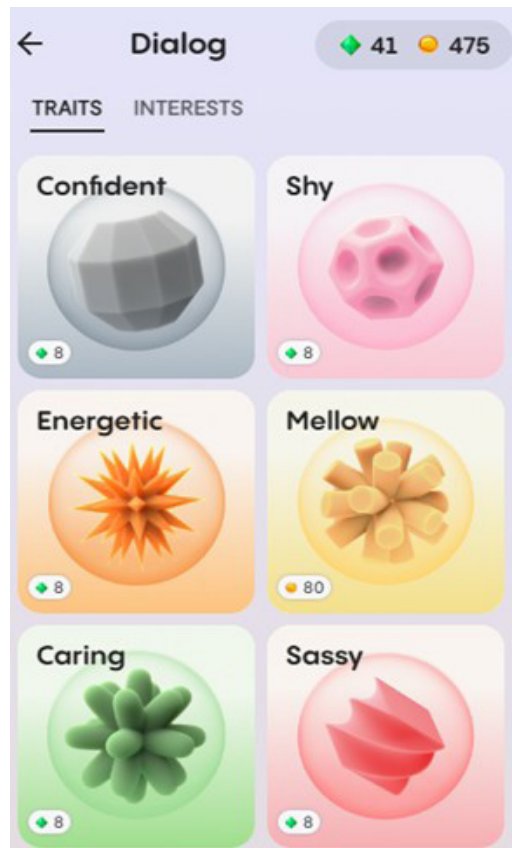 Dialog 41 475
TRAITS INTERESTS
Confident Shy
8 8
Energetic Mellow
8 80
Caring Sassy
8 8